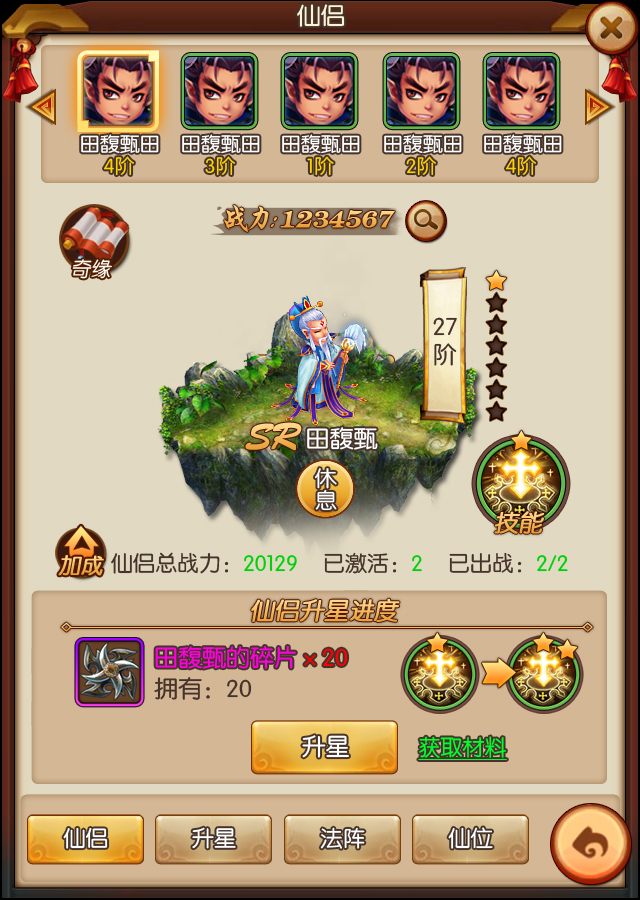 仙侣
田馥甄田 田馥甄田 田馥甄田 田馥甄田 田馥甄田
4阶 3阶 1阶 2阶 4阶
战力:1234567
奇缘
27阶
SR 田馥甄
休息
技能
加成 仙侣总战力：20129 已激活：2 已出战：2/2
仙侣升星进度
田馥甄的碎片×20
拥有：20
升星 获取材料
仙侣 升星 法阵 仙位